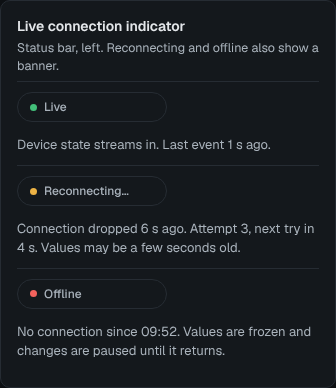 Live connection indicator
Status bar, left. Reconnecting and offline also show a
banner.
Live
Device state streams in. Last event 1 s ago.
Reconnecting…
Connection dropped 6 s ago. Attempt 3, next try in
4 s. Values may be a few seconds old.
Offline
No connection since 09:52. Values are frozen and
changes are paused until it returns.